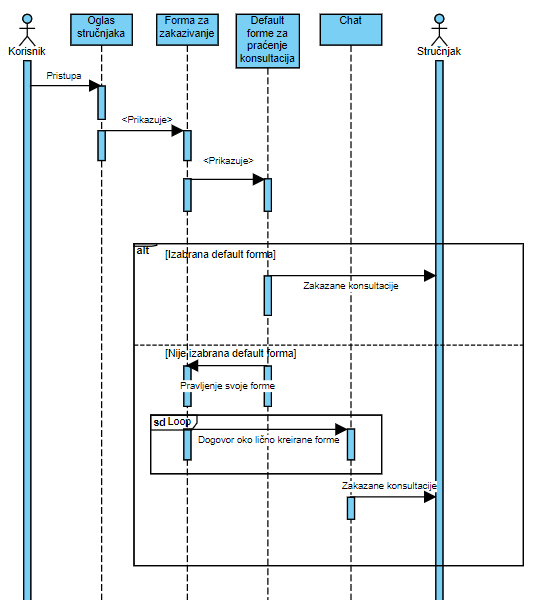 Oglas
stručnjaka
Forma za
zakazivanje
Default
forme za
praćenje
konsultacija
Chat
Korisnik
Stručnjak
Pristupa
<Prikazuje>
<Prikazuje>
alt
[Izabrana default forma]
Zakazane konsultacije
[Nije izabrana default forma]
Pravljenje svoje forme
sd Loop
Dogovor oko lično kreirane forme
Zakazane konsultacije